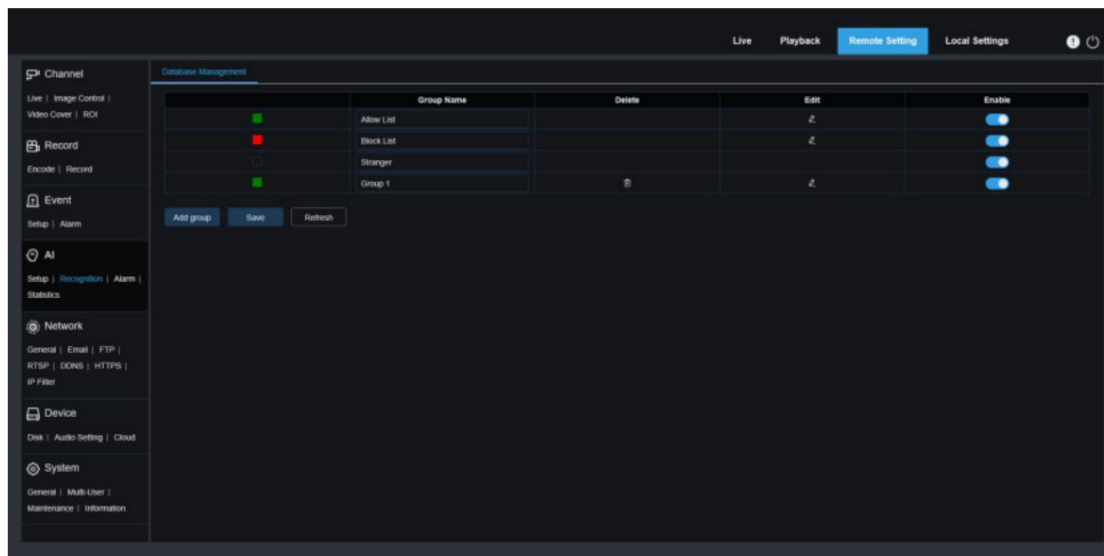 Live Playback Remote Setting Local Settings
Channel
Live | Image Control |
Video Cover | ROI
Record
Encode | Record
Event
Setup | Alarm
AI
Setup | Recognition | Alarm |
Statistics
Network
General | Email | FTP |
RTSP | DDNS | HTTPS |
IP Filter
Device
Disk | Audio Setting | Cloud
System
General | Multi-User |
Maintenance | Information
Database Management
Group Name Delete Edit Enable
Allow List
Block List
Stranger
Group 1
Add group Save Refresh